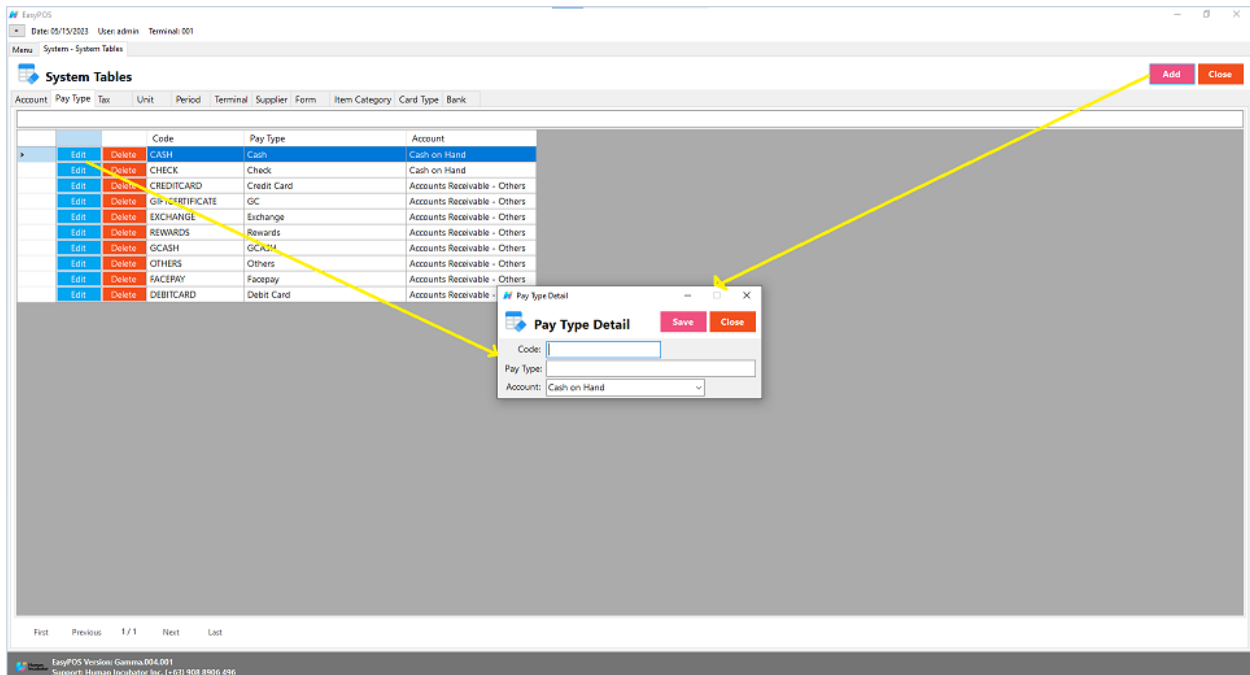 EasyPOS
Date: 05/15/2023 User: admin Terminal: 001
Menu System - System Tables
System Tables
Add Close
Account Pay Type Tax Unit Period Terminal Supplier Form Item Category Card Type Bank
Code Pay Type Account
Edit Delete CASH Cash Cash on Hand
Edit Delete CHECK Check Cash on Hand
Edit Delete CREDITCARD Credit Card Accounts Receivable - Others
Edit Delete GIFTCERTIFICATE GC Accounts Receivable - Others
Edit Delete EXCHANGE Exchange Accounts Receivable - Others
Edit Delete REWARDS Rewards Accounts Receivable - Others
Edit Delete GCASH GCASH Accounts Receivable - Others
Edit Delete OTHERS Others Accounts Receivable - Others
Edit Delete FACEPAY Facepay Accounts Receivable - Others
Edit Delete DEBITCARD Debit Card Accounts Receivable -
Pay Type Detail
Pay Type Detail Save Close
Code:
Pay Type:
Account: Cash on Hand
First Previous 1 / 1 Next Last
Human Incubator
EasyPOS Version: Gamma.004.001
Support: Human Incubator Inc. (+63) 908 8906 496